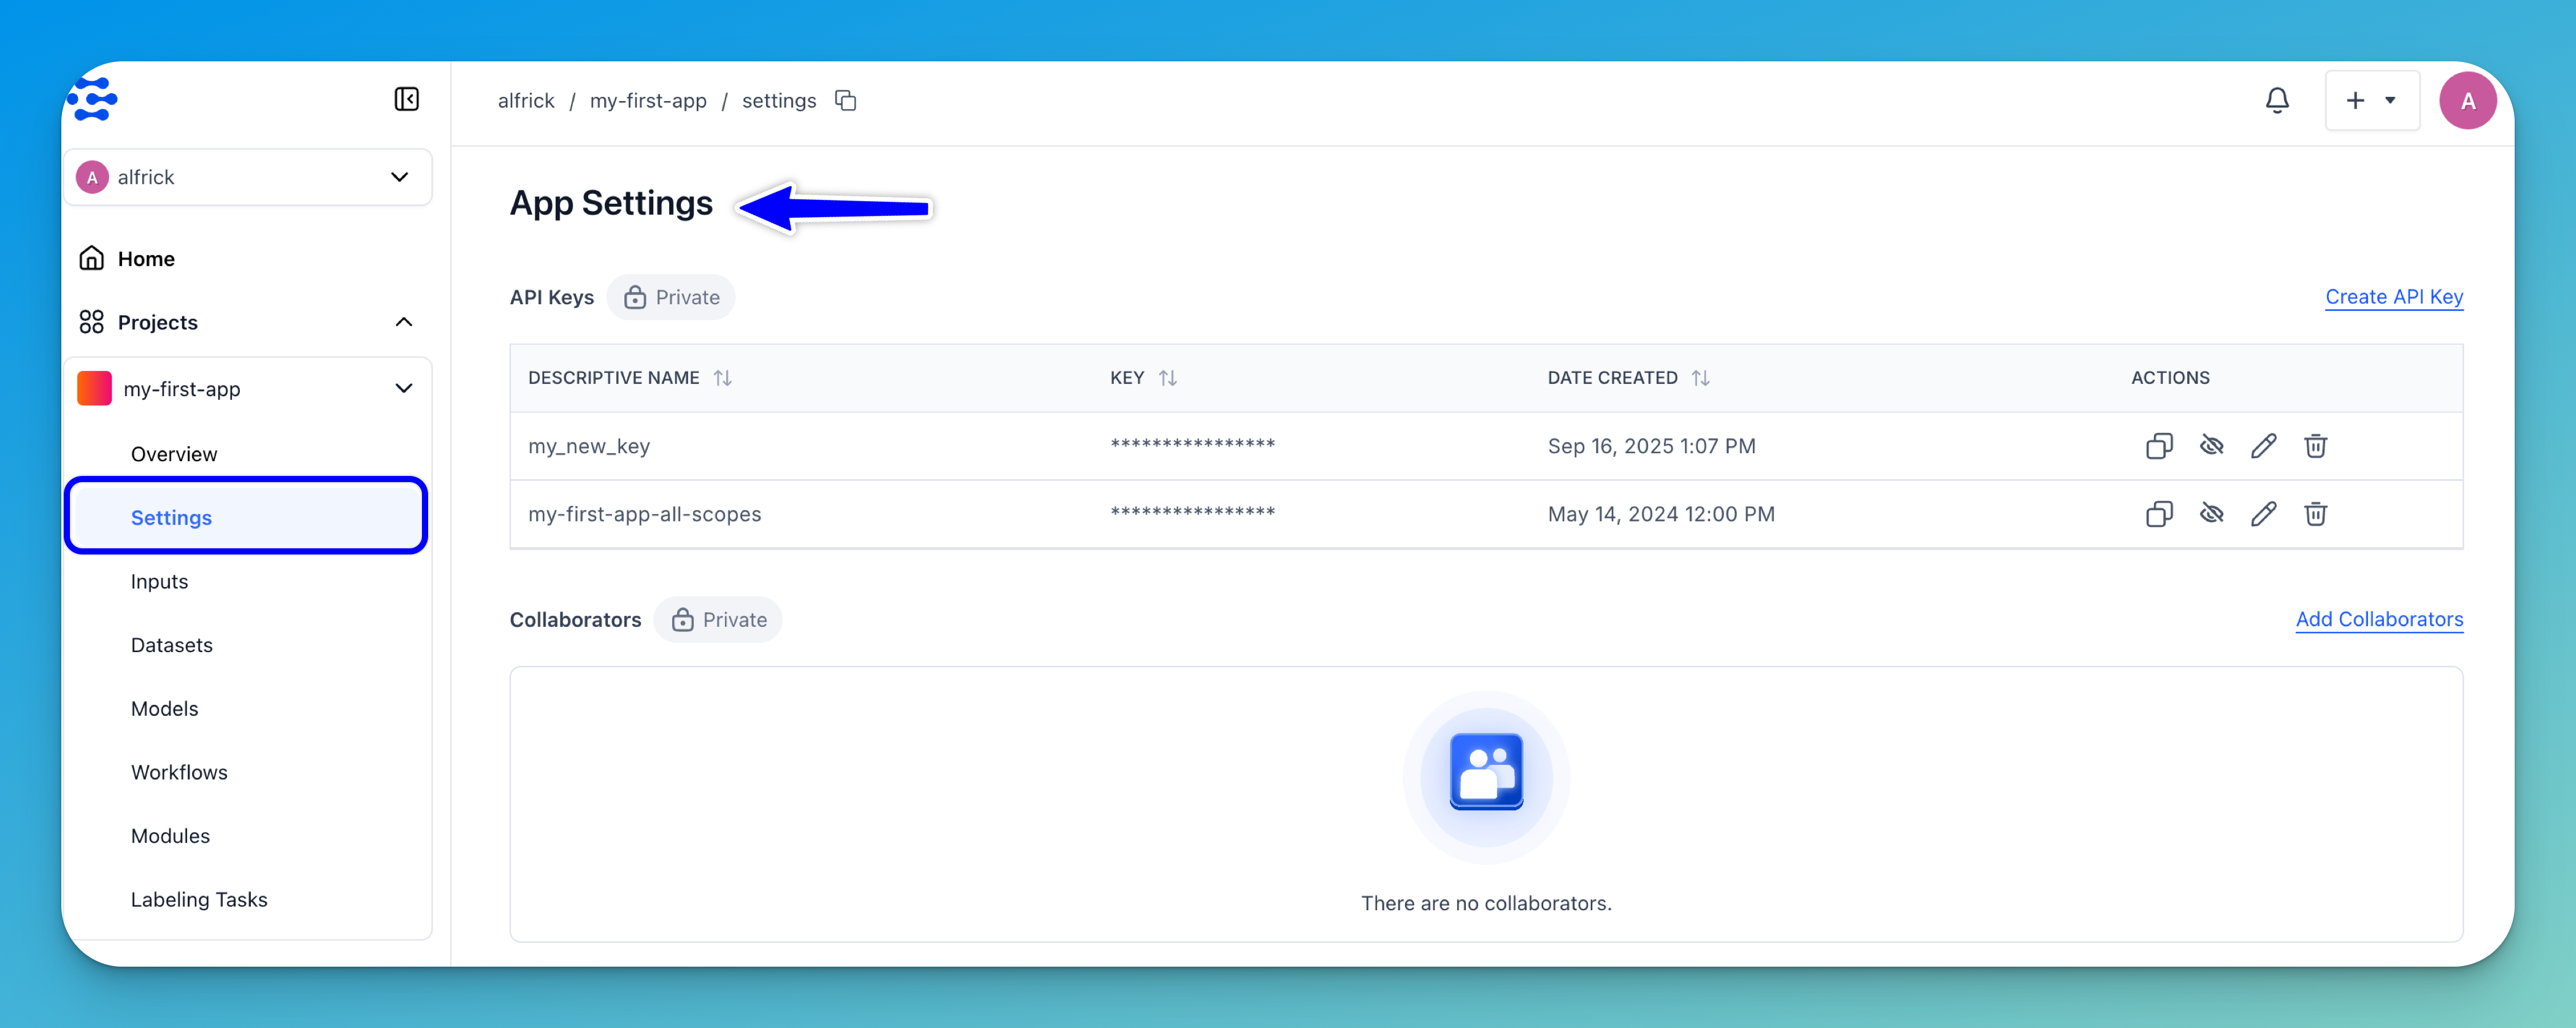 alfrick / my-first-app / settings
A
A alfrick
Home
Projects
my-first-app
Overview
Settings
Inputs
Datasets
Models
Workflows
Modules
Labeling Tasks
App Settings
API Keys Private Create API Key
DESCRIPTIVE NAME KEY DATE CREATED ACTIONS
my_new_key **************** Sep 16, 2025 1:07 PM
my-first-app-all-scopes **************** May 14, 2024 12:00 PM
Collaborators Private Add Collaborators
There are no collaborators.